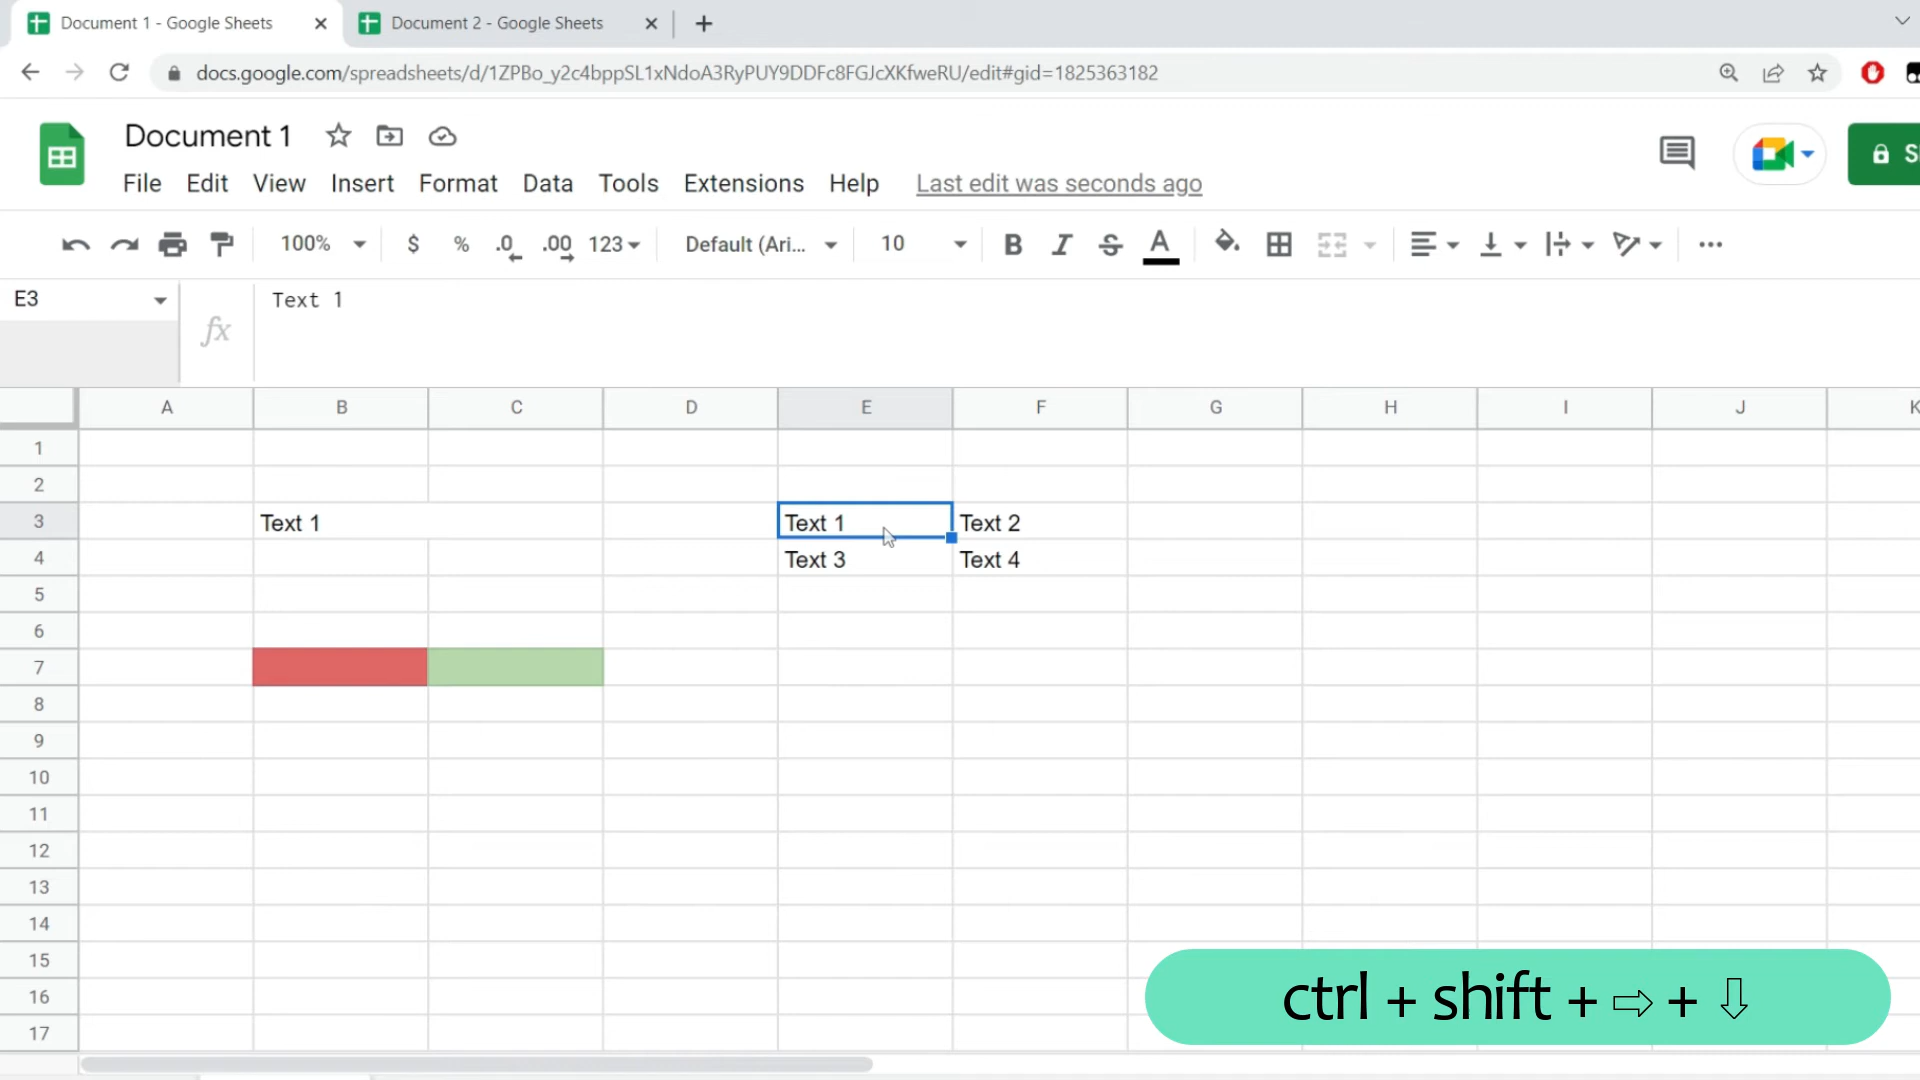 Document 1 - Google Sheets
Document 2 - Google Sheets
docs.google.com/spreadsheets/d/1ZPBo_y2c4bppSL1xNdoA3RyPUY9DDFc8FGJcXKfweRU/edit#gid=1825363182
Document 1
File Edit View Insert Format Data Tools Extensions Help Last edit was seconds ago
100% $ % .0 .00 123 Default (Ari... 10 B I S A
E3
fx
Text 1
A B C D E F G H I J K
1
2
3 Text 1 Text 1 Text 2
4 Text 3 Text 4
5
6
7
8
9
10
11
12
13
14
15
16
17
ctrl + shift + ⇨ + ⇩